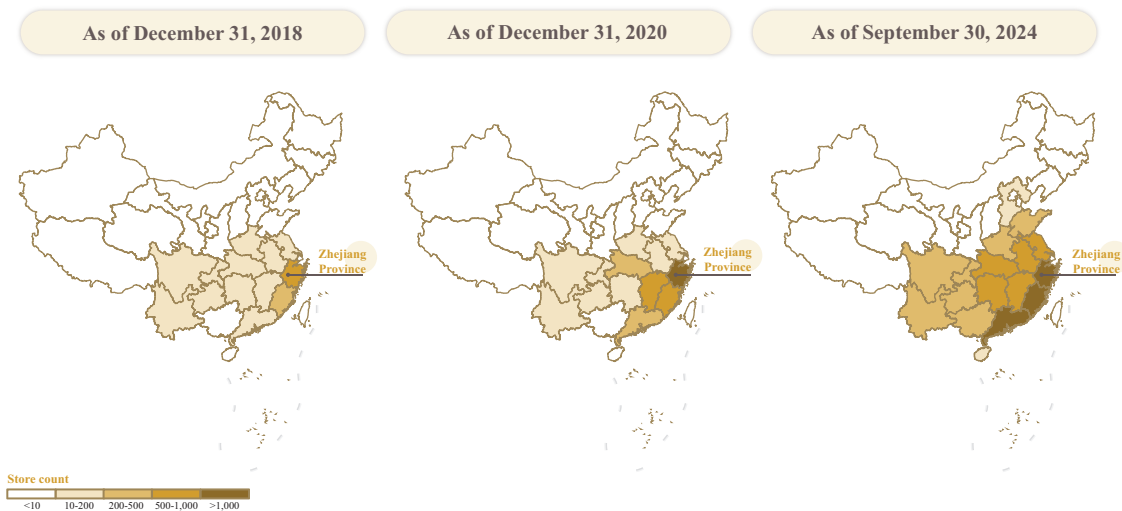 As of December 31, 2018
As of December 31, 2020
As of September 30, 2024
Zhejiang
Province
Zhejiang
Province
Zhejiang
Province
Store count
<10 10-200 200-500 500-1,000 >1,000